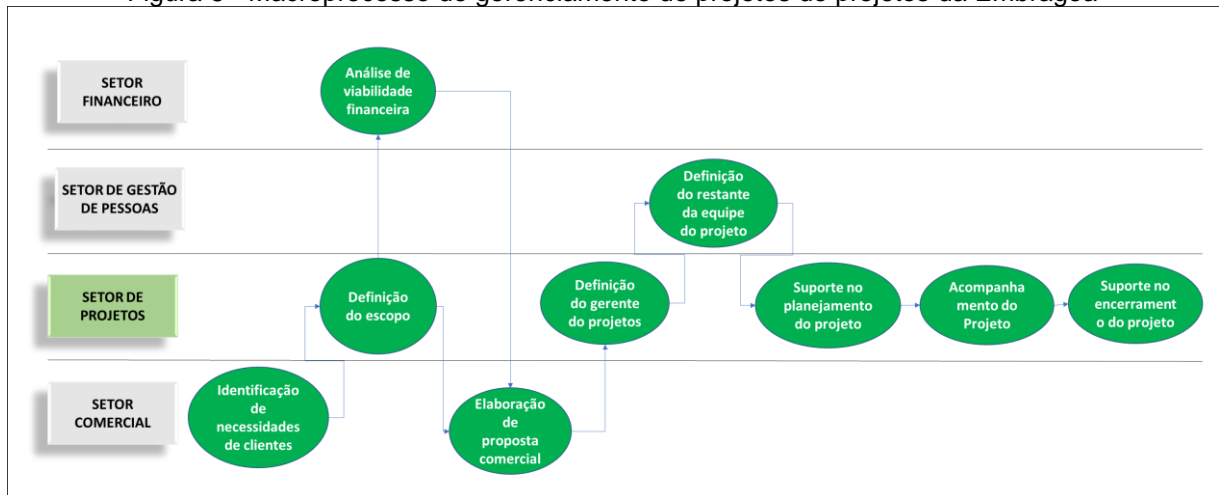 SETOR
FINANCEIRO
Análise de
viabilidade
financeira
SETOR DE GESTÃO
DE PESSOAS
Definição
do restante
da equipe
do projeto
SETOR DE
PROJETOS
Definição
do escopo
Definição
do gerente
do projetos
Suporte no
planejamento
do projeto
Acompanha
mento do
Projeto
Suporte no
encerrament
o do projeto
SETOR
COMERCIAL
Identificação
de
necessidades
de clientes
Elaboração
de
proposta
comercial